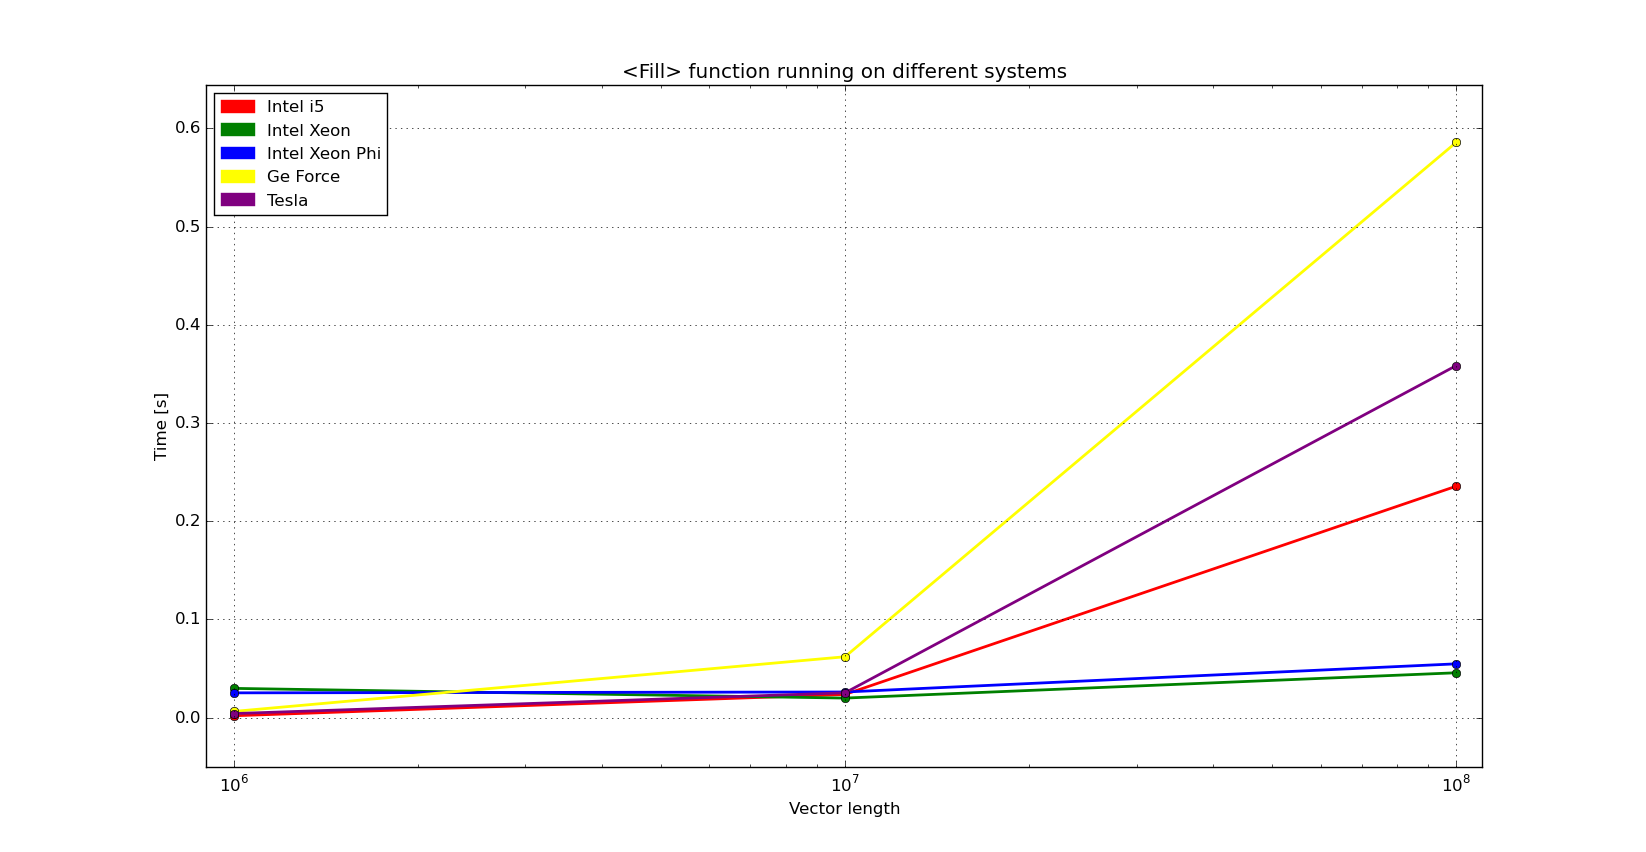 <Fill> function running on different systems
Intel i5
Intel Xeon
Intel Xeon Phi
Ge Force
Tesla
0.6
0.5
0.4
0.3
0.2
0.1
0.0
Time [s]
10^6 10^7 10^8
Vector length